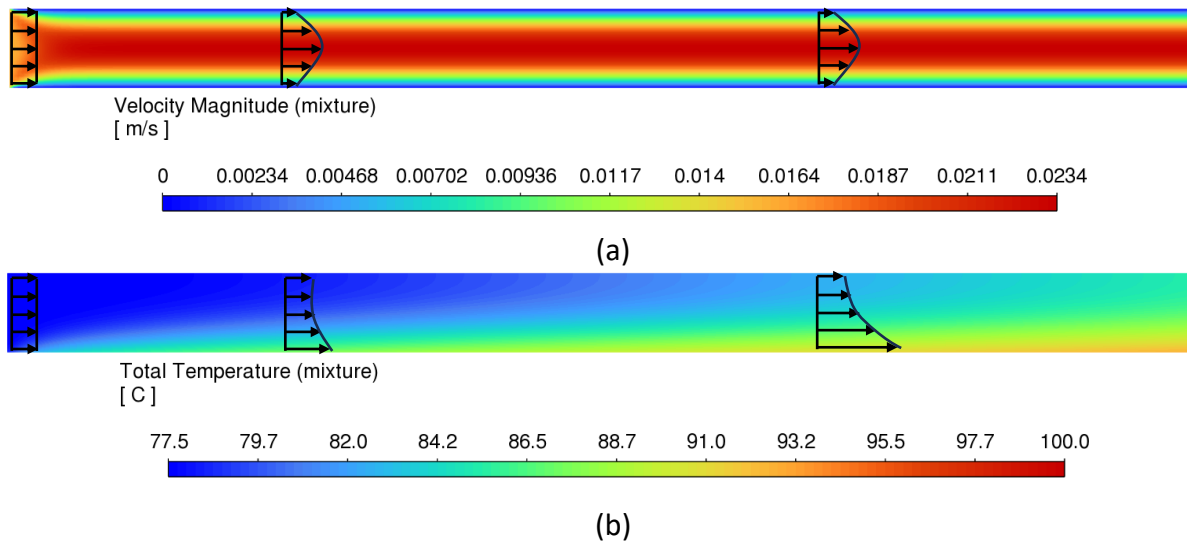 Velocity Magnitude (mixture)
[ m/s ]
0 0.00234 0.00468 0.00702 0.00936 0.0117 0.014 0.0164 0.0187 0.0211 0.0234
(a)
Total Temperature (mixture)
[ C ]
77.5 79.7 82.0 84.2 86.5 88.7 91.0 93.2 95.5 97.7 100.0
(b)